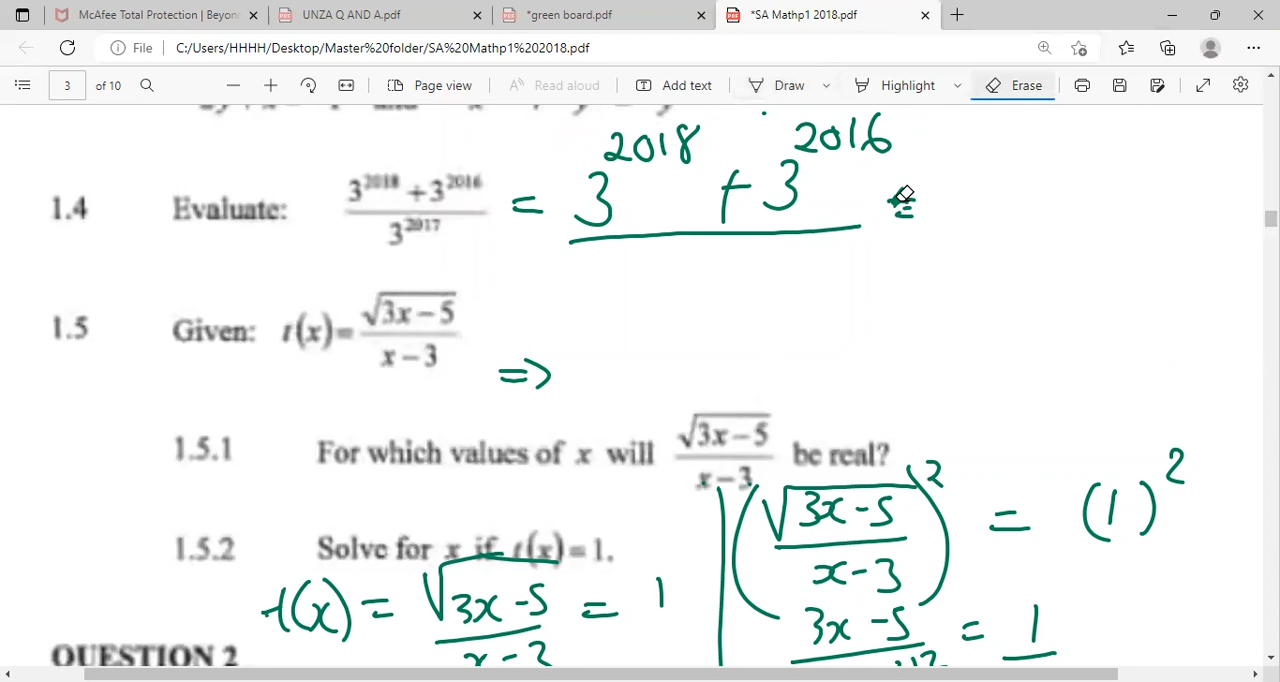 McAfee Total Protection | Beyon
UNZA Q AND A.pdf
*green board.pdf
*SA Mathp1 2018.pdf
File
C:/Users/HHHH/Desktop/Master%20folder/SA%20Mathp1%202018.pdf
3 of 10
Page view
Read aloud
Add text
Draw
Highlight
Erase
1.4 Evaluate: (3^2018 + 3^2016) / 3^2017 = 3^2018 + 3^2016 =
1.5 Given: t(x) = √(3x − 5) / (x − 3)
=>
1.5.1 For which values of x will √(3x − 5) / (x − 3) be real?
(√(3x-5) / (x-3))^2 = (1)^2
1.5.2 Solve for x if t(x) = 1.
t(x) = √(3x-5) / (x-3) = 1
3x-5 = 1
QUESTION 2